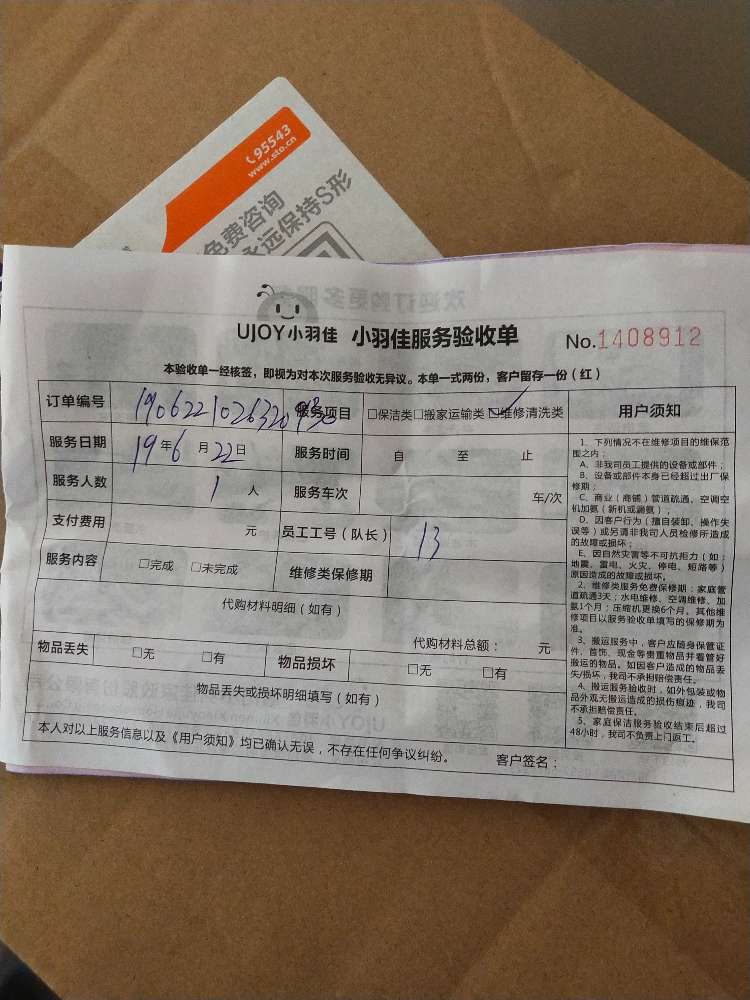 95543
www.sto.cn
免费咨询
永远保持S形
欢迎订购更多服
UJOY小羽佳 小羽佳服务验收单 No.1408912
本验收单一经核签，即视为对本次服务验收无异议。本单一式两份，客户留存一份（红）
订单编号 1906221026320930 服务项目 □保洁类□搬家运输类☑维修清洗类 用户须知
服务日期 19年6月22日 服务时间 自 至 止
服务人数 1人 服务车次 车/次
支付费用 元 员工工号（队长） 13
服务内容 □完成 □未完成 维修类保修期
代购材料明细（如有）
代购材料总额： 元
物品丢失 □无 □有 物品损坏 □无 □有
物品丢失或损坏明细填写（如有）
本人对以上服务信息以及《用户须知》均已确认无误，不存在任何争议纠纷。 客户签名：
1、下列情况不在维修项目的维保范
围之内：
A、非我司员工提供的设备或部件；
B、设备或部件本身已经超过出厂保
修期；
C、商业（商铺）管道疏通、空调空
机加氨（新机或漏氨）；
D、因客户行为（擅自装卸、操作失
误等）或另请非我司人员检修所造成
的故障或损坏；
E、因自然灾害等不可抗拒力（如：
地震、雷电、火灾、停电、短路等）
原因造成的故障或损坏。
2、维修类服务免费保修期：家庭管
道疏通3天；水电维修、空调维修、加
氨1个月；压缩机更换6个月。其他维
修项目以服务验收单填写的保修期为
准。
3、搬运服务中，客户应随身保管证
件、首饰、现金等贵重物品并看管好
搬运的物品。如因客户造成的物品丢
失/损坏，我司不承担赔偿责任。
4、搬运服务验收时，如外包装或物
品外观无搬运造成的损伤痕迹，我司
不承担赔偿责任。
5、家庭保洁服务验收结束后超过
48小时，我司不负责上门返工。